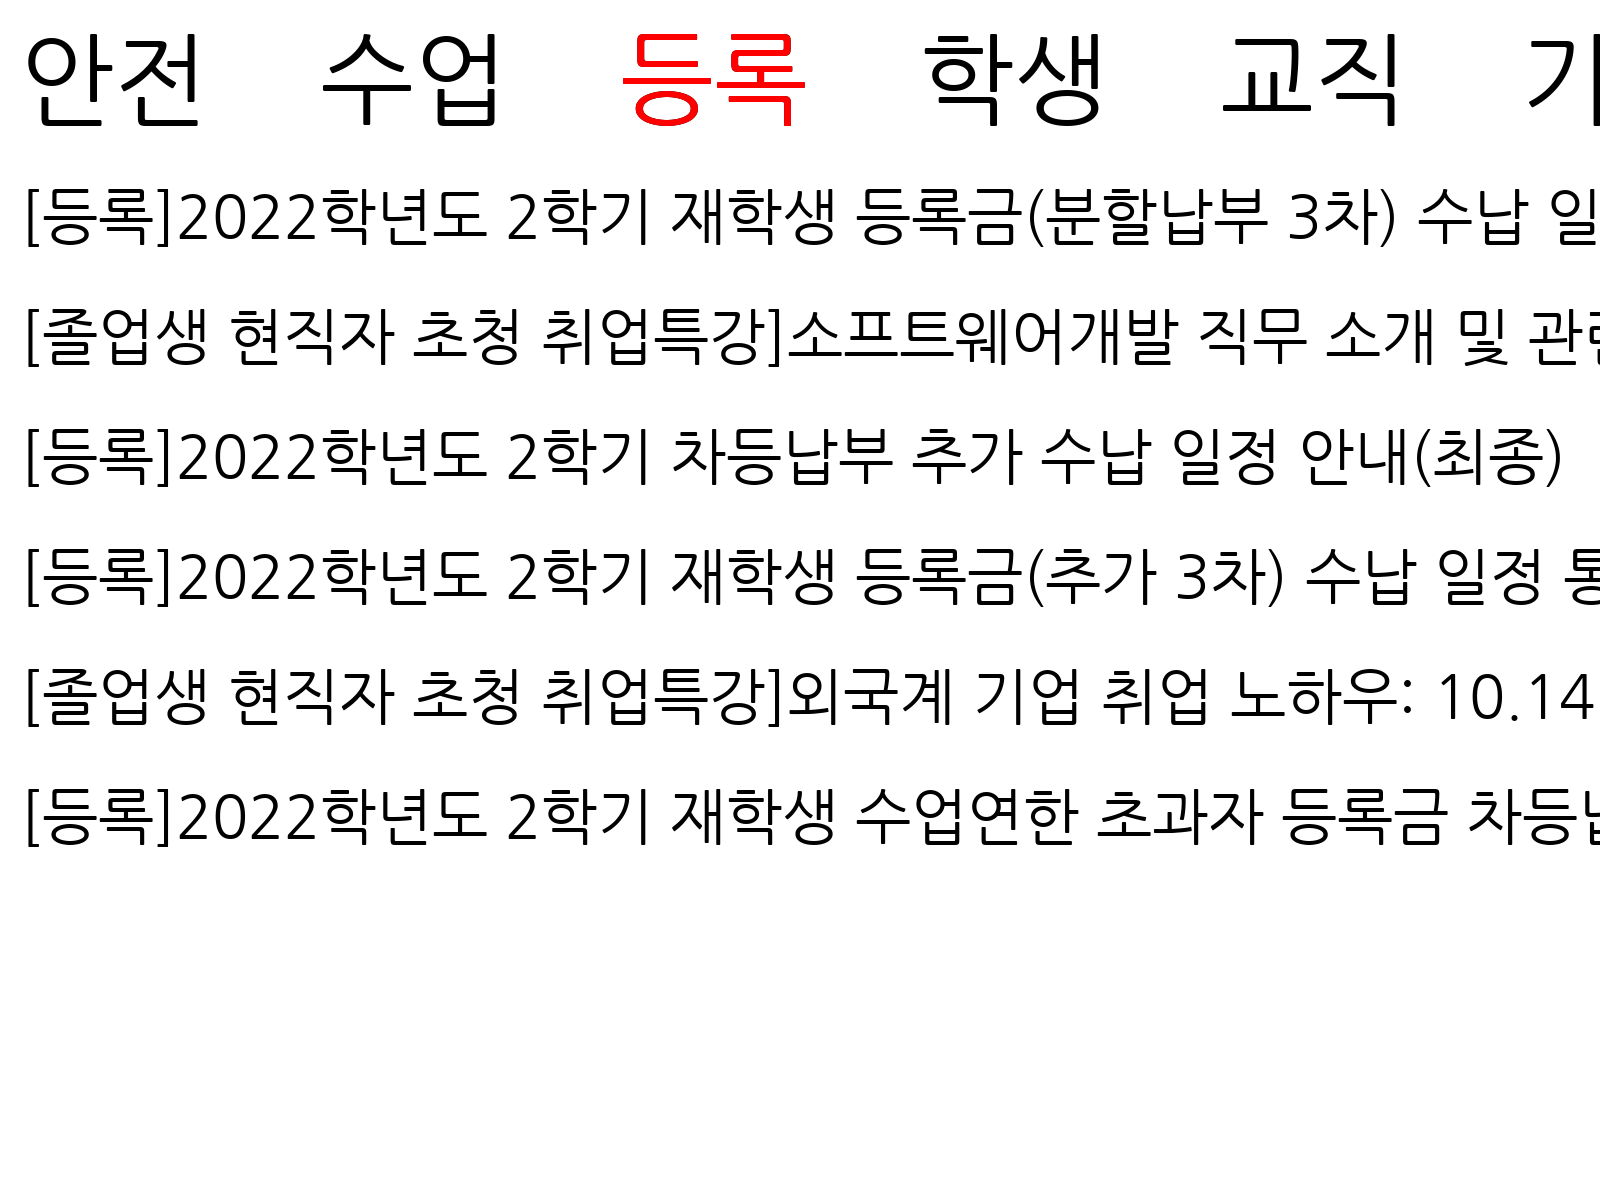 안전 수업 등록 학생 교직
[등록]2022학년도 2학기 재학생 등록금(분할납부 3차) 수납 일
[졸업생 현직자 초청 취업특강]소프트웨어개발 직무 소개 및
[등록]2022학년도 2학기 차등납부 추가 수납 일정 안내(최종)
[등록]2022학년도 2학기 재학생 등록금(추가 3차) 수납 일정
[졸업생 현직자 초청 취업특강]외국계 기업 취업 노하우: 10.14
[등록]2022학년도 2학기 재학생 수업연한 초과자 등록금